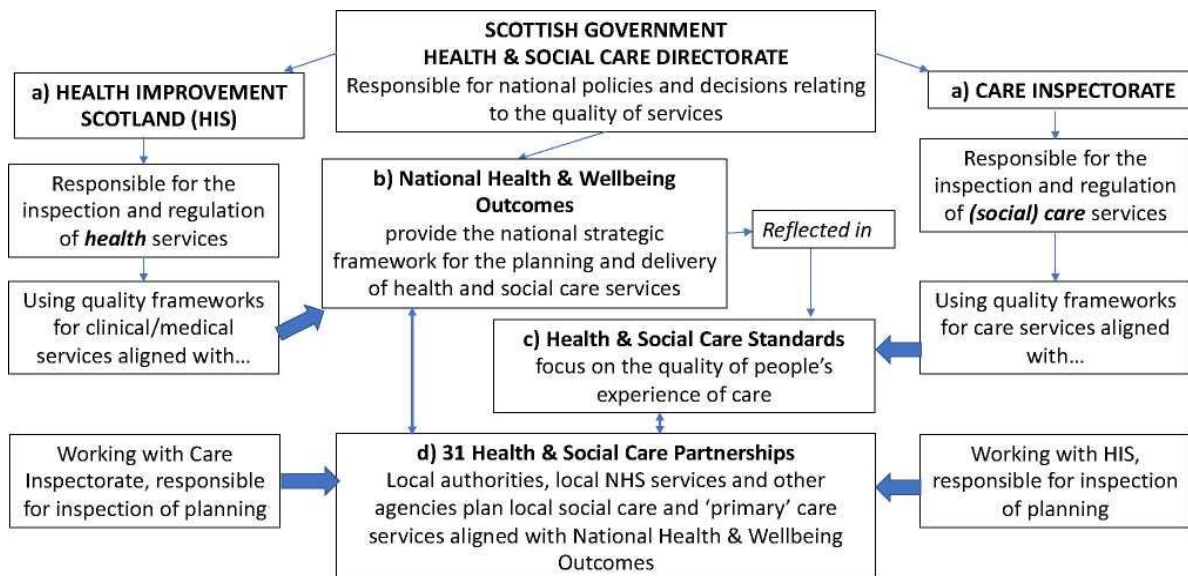 SCOTTISH GOVERNMENT
HEALTH & SOCIAL CARE DIRECTORATE
Responsible for national policies and decisions relating
to the quality of services
a) HEALTH IMPROVEMENT
SCOTLAND (HIS)
a) CARE INSPECTORATE
Responsible for the
inspection and regulation
of health services
b) National Health & Wellbeing
Outcomes
provide the national strategic
framework for the planning and delivery
of health and social care services
Reflected in
Responsible for the
inspection and regulation
of (social) care services
Using quality frameworks
for clinical/medical
services aligned with…
c) Health & Social Care Standards
focus on the quality of people’s
experience of care
Using quality frameworks
for care services aligned
with…
Working with Care
Inspectorate, responsible
for inspection of planning
d) 31 Health & Social Care Partnerships
Local authorities, local NHS services and other
agencies plan local social care and ‘primary’ care
services aligned with National Health & Wellbeing
Outcomes
Working with HIS,
responsible for inspection
of planning